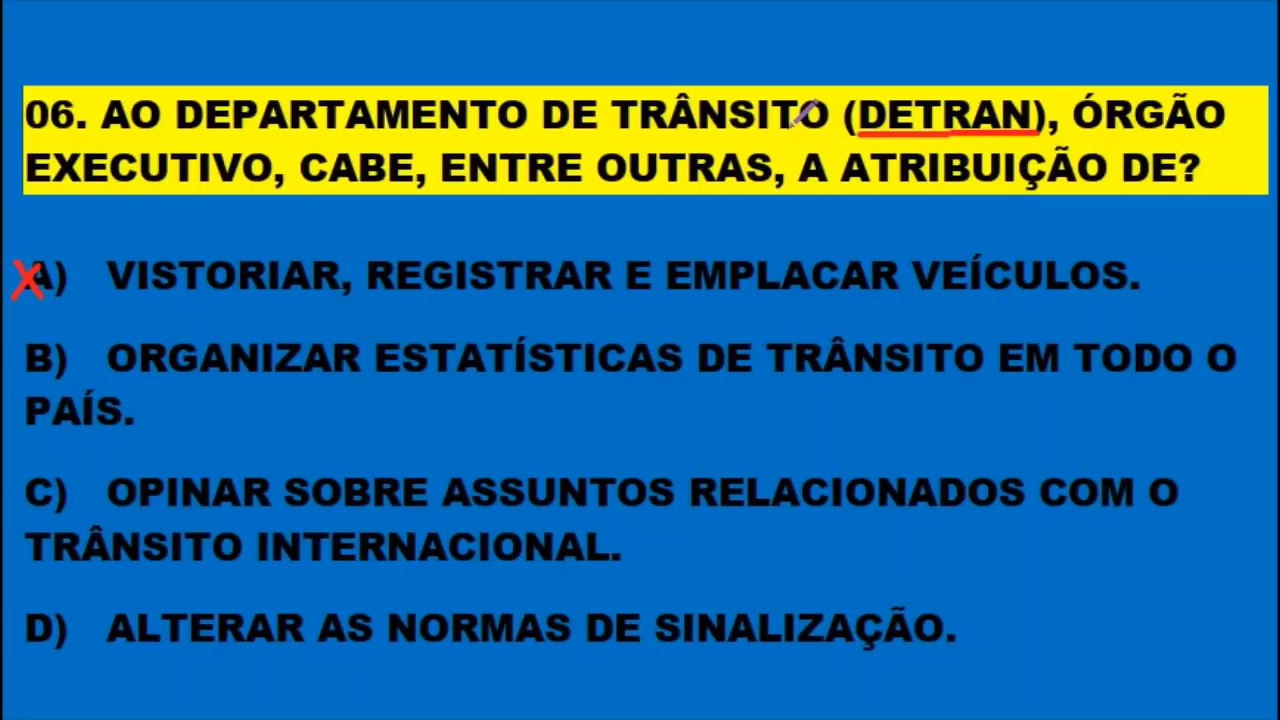 06. AO DEPARTAMENTO DE TRÂNSITO (DETRAN), ÓRGÃO
EXECUTIVO, CABE, ENTRE OUTRAS, A ATRIBUIÇÃO DE?
A) VISTORIAR, REGISTRAR E EMPLACAR VEÍCULOS.
B) ORGANIZAR ESTATÍSTICAS DE TRÂNSITO EM TODO O
PAÍS.
C) OPINAR SOBRE ASSUNTOS RELACIONADOS COM O
TRÂNSITO INTERNACIONAL.
D) ALTERAR AS NORMAS DE SINALIZAÇÃO.